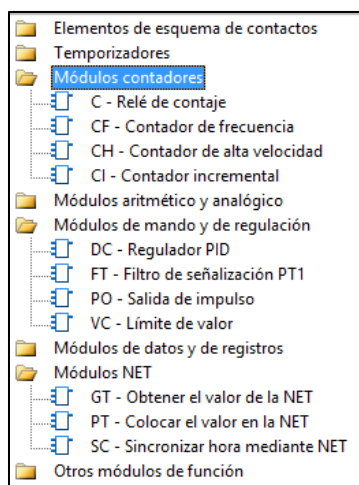 Elementos de esquema de contactos
Temporizadores
Módulos contadores
C - Relé de contaje
CF - Contador de frecuencia
CH - Contador de alta velocidad
CI - Contador incremental
Módulos aritmético y analógico
Módulos de mando y de regulación
DC - Regulador PID
FT - Filtro de señalización PT1
PO - Salida de impulso
VC - Límite de valor
Módulos de datos y de registros
Módulos NET
GT - Obtener el valor de la NET
PT - Colocar el valor en la NET
SC - Sincronizar hora mediante NET
Otros módulos de función